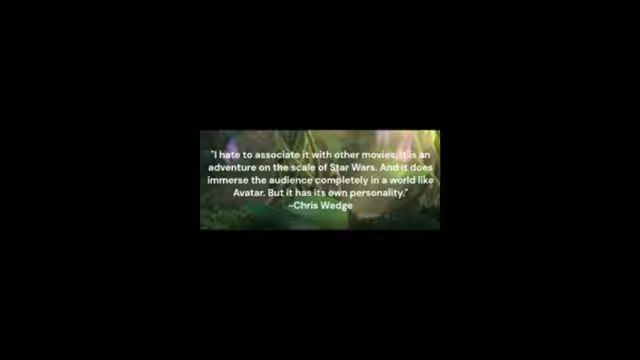 "I hate to associate it with other movies, it is an
adventure on the scale of Star Wars. And it does
immerse the audience completely in a world like
Avatar. But it has its own personality."
~Chris Wedge